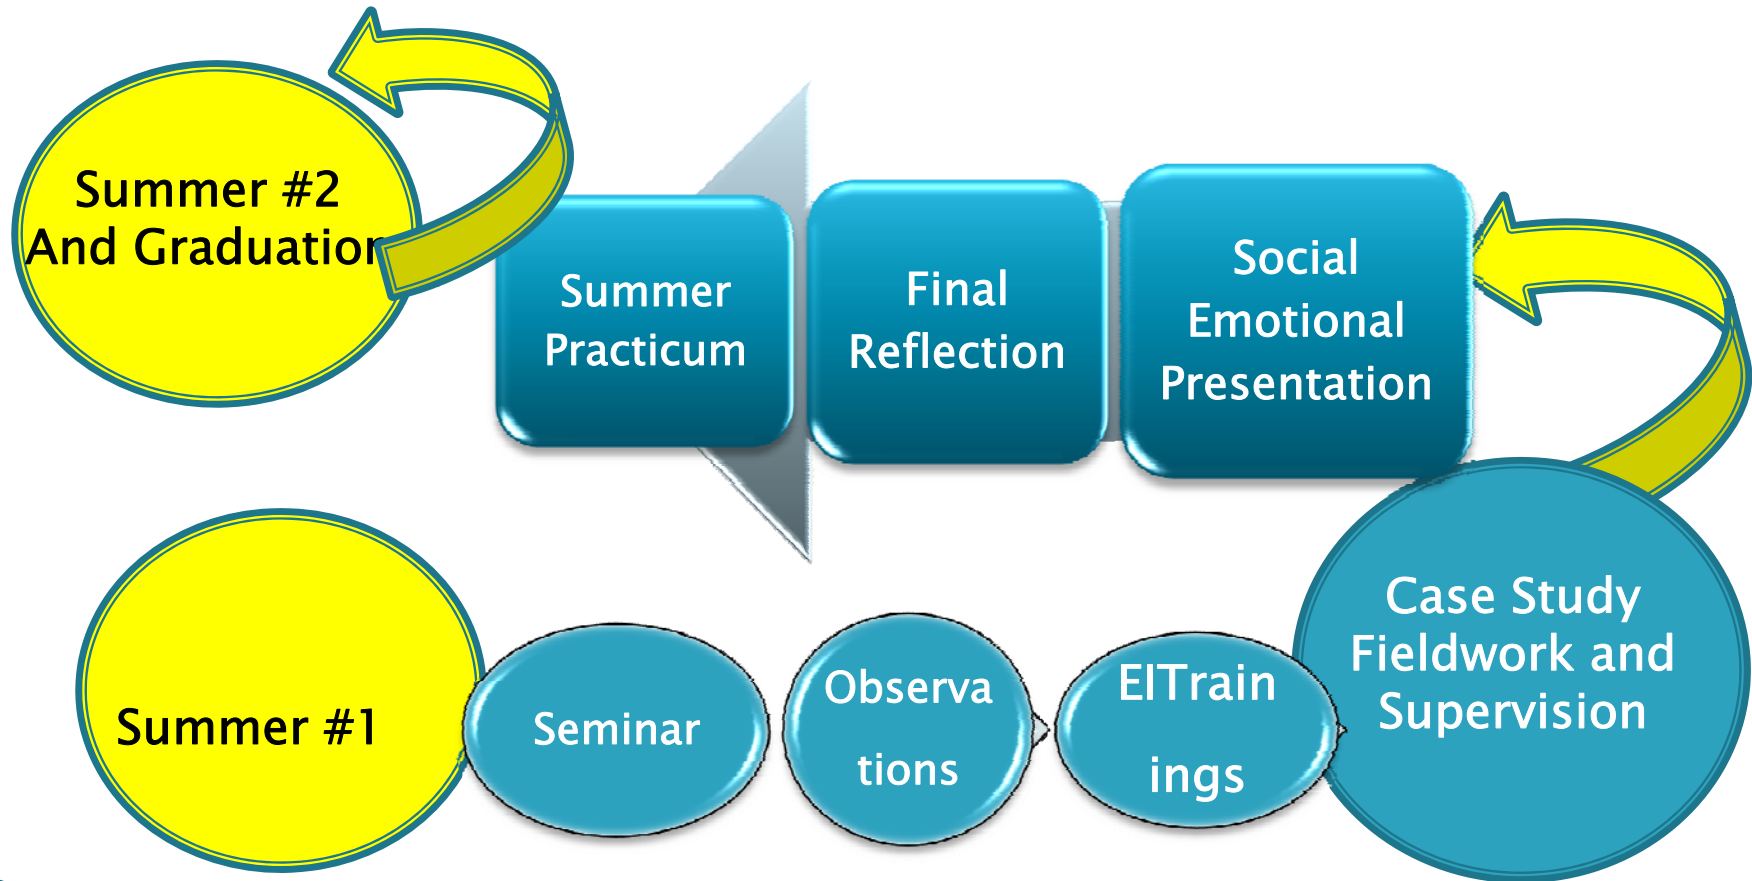 Summer #2
And Graduation
Summer
Practicum
Final
Reflection
Social
Emotional
Presentation
Summer #1
Seminar
Observa
tions
EITrain
ings
Case Study
Fieldwork and
Supervision